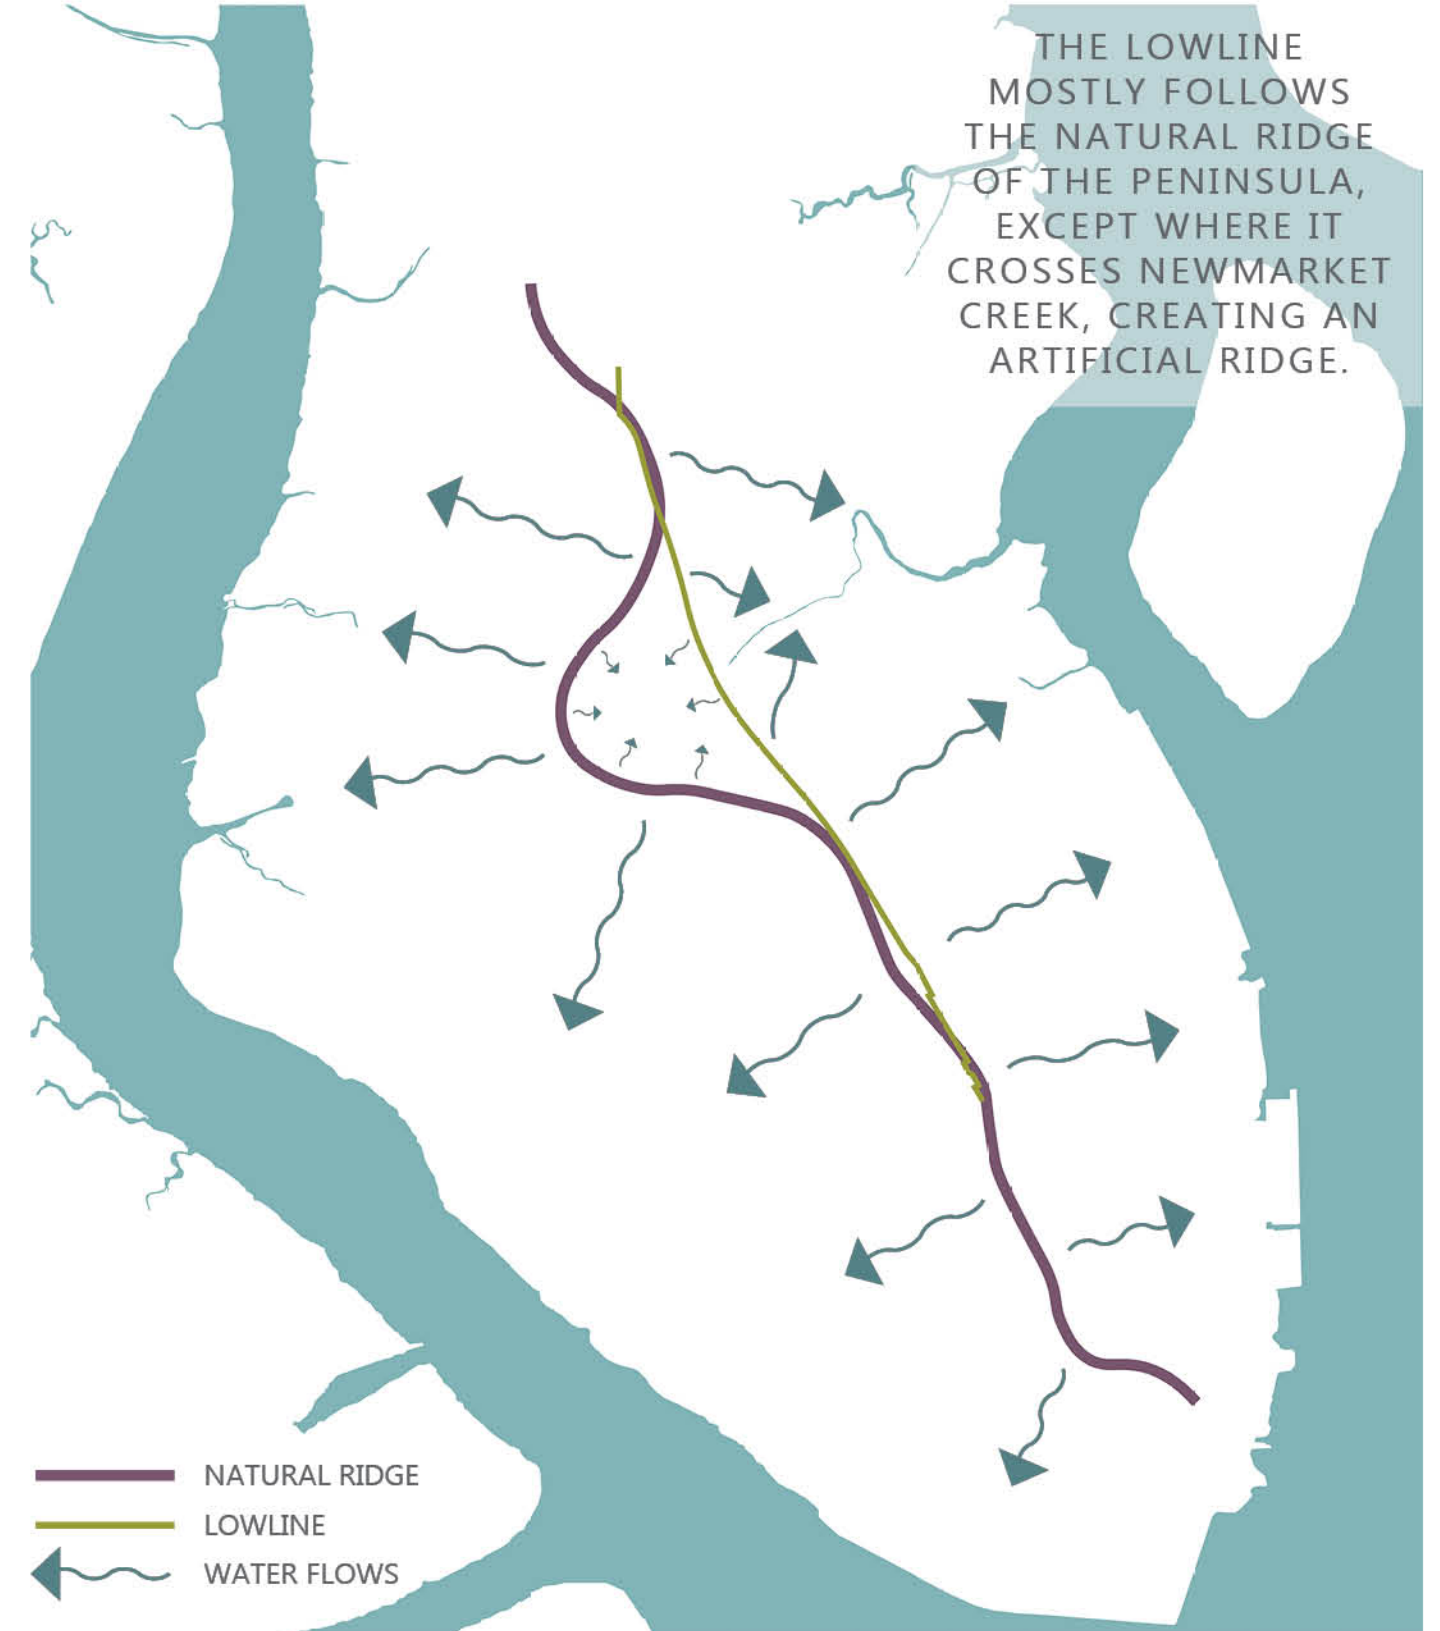 THE LOWLINE
MOSTLY FOLLOWS
THE NATURAL RIDGE
OF THE PENINSULA,
EXCEPT WHERE IT
CROSSES NEWMARKET
CREEK, CREATING AN
ARTIFICIAL RIDGE.
NATURAL RIDGE
LOWLINE
WATER FLOWS